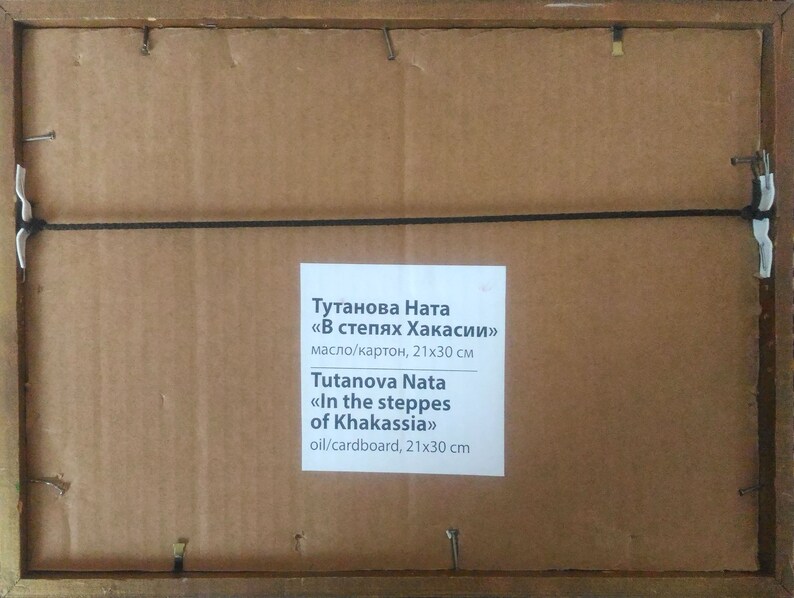 Тутанова Ната
«В степях Хакасии»
масло/картон, 21x30 см
Tutanova Nata
«In the steppes
of Khakassia»
oil/cardboard, 21x30 cm